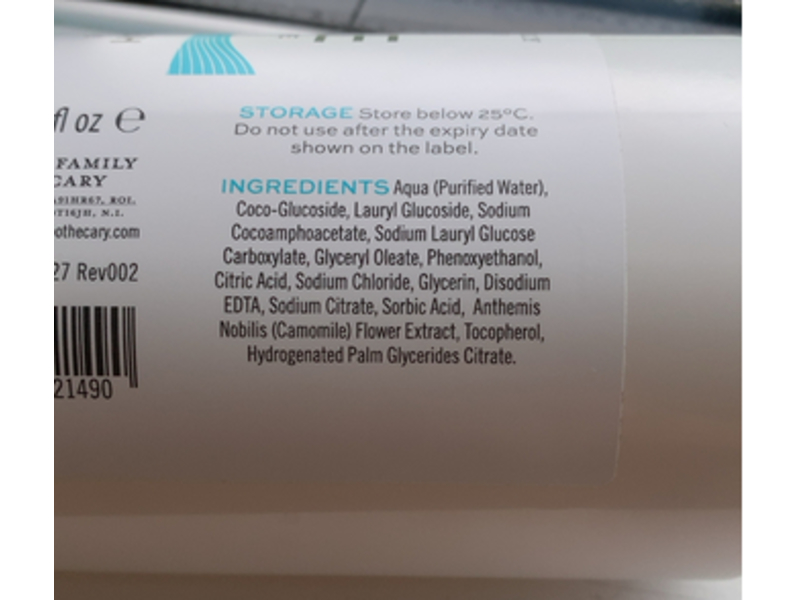 fl oz ℮
FAMILY
CARY
othecary.com
27 Rev002
21490
STORAGE Store below 25°C.
Do not use after the expiry date
shown on the label.
INGREDIENTS Aqua (Purified Water),
Coco-Glucoside, Lauryl Glucoside, Sodium
Cocoamphoacetate, Sodium Lauryl Glucose
Carboxylate, Glyceryl Oleate, Phenoxyethanol,
Citric Acid, Sodium Chloride, Glycerin, Disodium
EDTA, Sodium Citrate, Sorbic Acid, Anthemis
Nobilis (Camomile) Flower Extract, Tocopherol,
Hydrogenated Palm Glycerides Citrate.